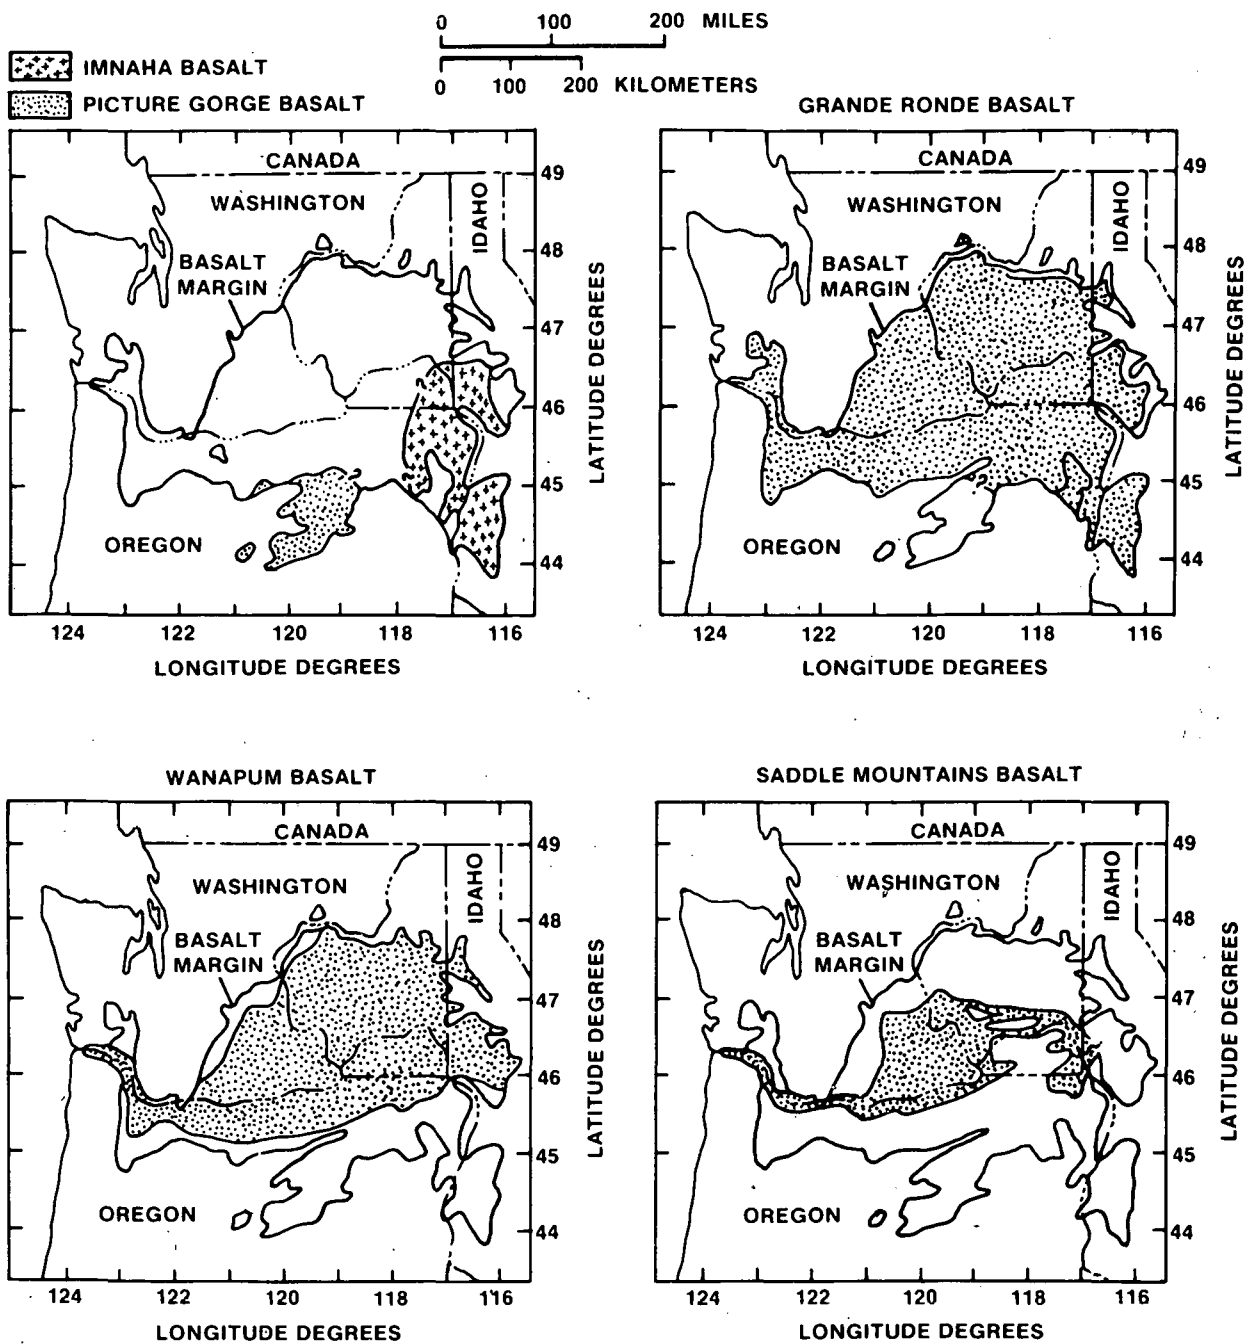 0 100 200 MILES
0 100 200 KILOMETERS
IMNAHA BASALT
PICTURE GORGE BASALT
CANADA
WASHINGTON
IDAHO
BASALT
MARGIN
OREGON
49
48
47
46
45
44
LATITUDE DEGREES
124 122 120 118 116
LONGITUDE DEGREES
GRANDE RONDE BASALT
CANADA
WASHINGTON
IDAHO
BASALT
MARGIN
OREGON
49
48
47
46
45
44
LATITUDE DEGREES
124 122 120 118 116
LONGITUDE DEGREES
WANAPUM BASALT
CANADA
WASHINGTON
IDAHO
BASALT
MARGIN
OREGON
49
48
47
46
45
44
LATITUDE DEGREES
124 122 120 118 116
LONGITUDE DEGREES
SADDLE MOUNTAINS BASALT
CANADA
WASHINGTON
IDAHO
BASALT
MARGIN
OREGON
49
48
47
46
45
44
LATITUDE DEGREES
124 122 120 118 116
LONGITUDE DEGREES